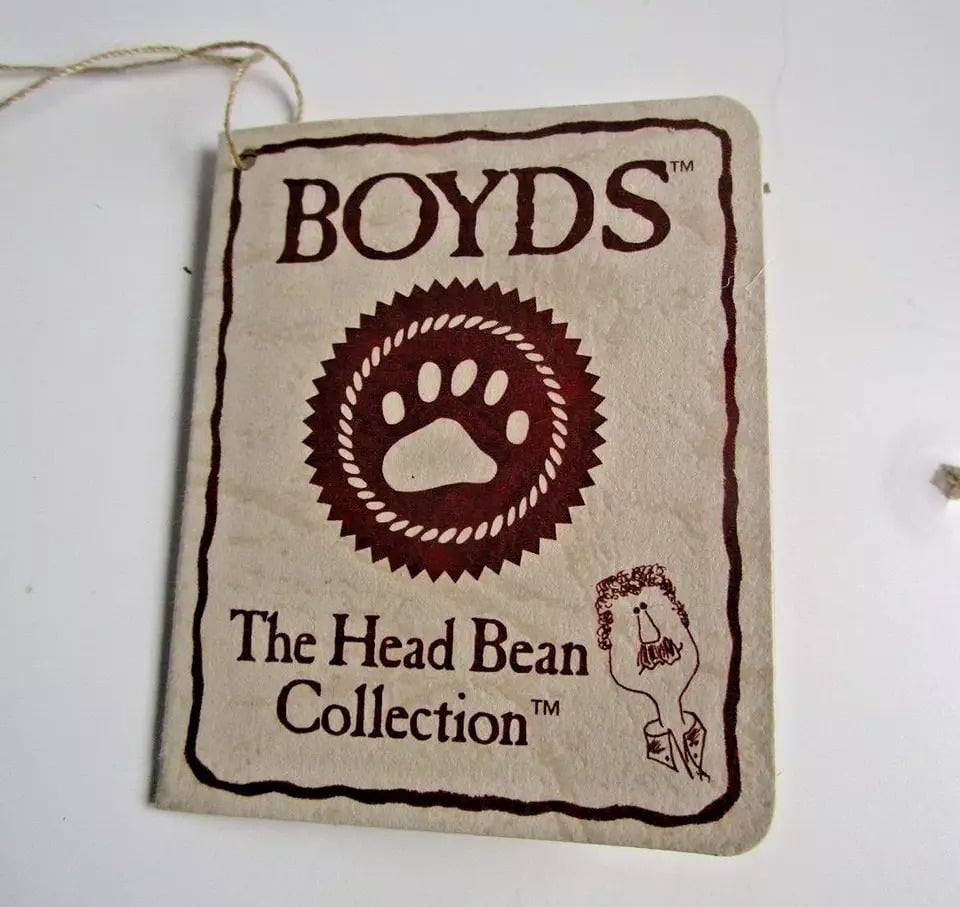 BOYDS™
The Head Bean
Collection™